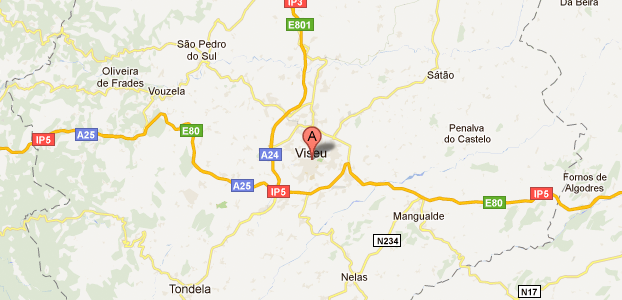 IP3
Da Beira
E801
São Pedro
do Sul
Oliveira
de Frades
Sátão
Vouzela
E80
A
Penalva
do Castelo
IP5
A25
A24
Viseu
Fornos de
Algodres
A25
IP5
IP5
E80
Mangualde
N234
Nelas
Tondela
N17